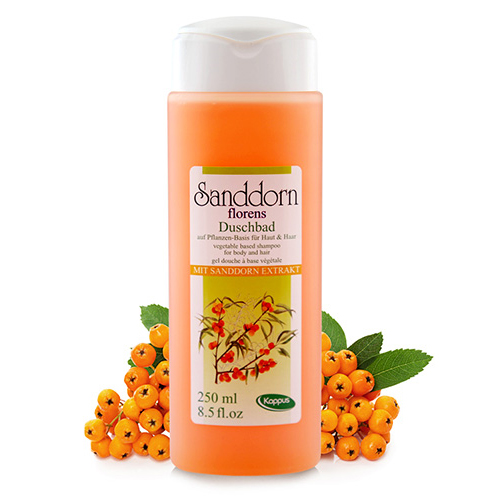 Sanddorn
florens
Duschbad
auf Pflanzen-Basis für Haut & Haar
vegetable based shampoo
for body and hair
gel douche à base végétale
MIT SANDDORN EXTRAKT
250 ml
8.5 fl.oz
Kappus